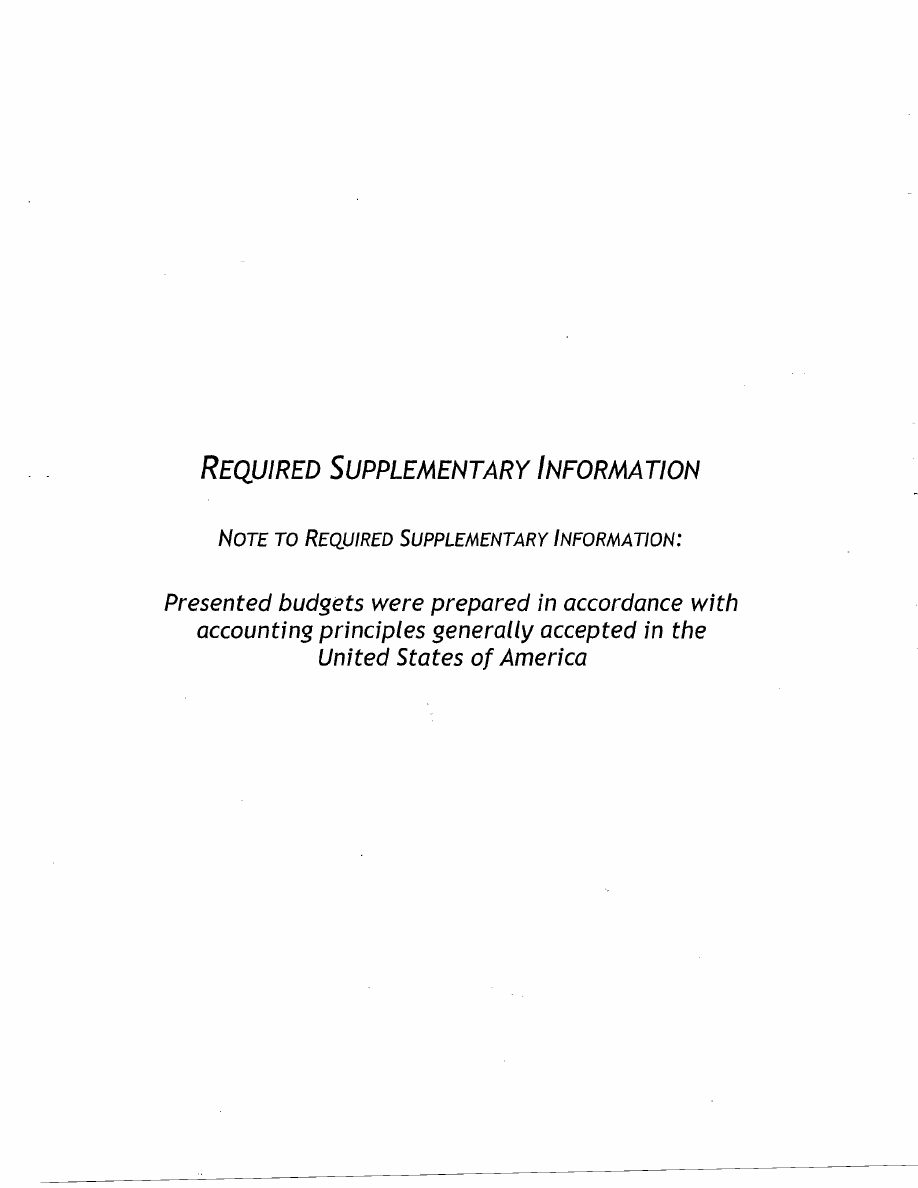 REQUIRED SUPPLEMENTARY INFORMATION
NOTE TO REQUIRED SUPPLEMENTARY INFORMATION:
Presented budgets were prepared in accordance with
accounting principles generally accepted in the
United States of America